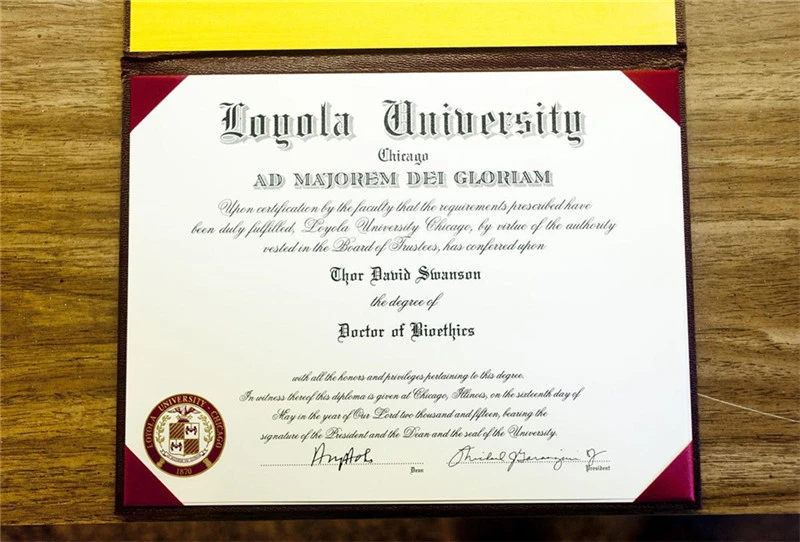 Loyola University
Chicago
AD MAJOREM DEI GLORIAM
Upon certification by the faculty that the requirements prescribed have
been duly fulfilled, Loyola University Chicago, by virtue of the authority
vested in the Board of Trustees, has conferred upon
Thor David Swanson
the degree of
Doctor of Bioethics
with all the honors and privileges pertaining to this degree.
In witness thereof this diploma is given at Chicago, Illinois, on the sixteenth day of
May in the year of Our Lord two thousand and fifteen, bearing the
signature of the President and the Dean and the seal of the University.
LOYOLA UNIVERSITY · CHICAGO
1870
Dean
President